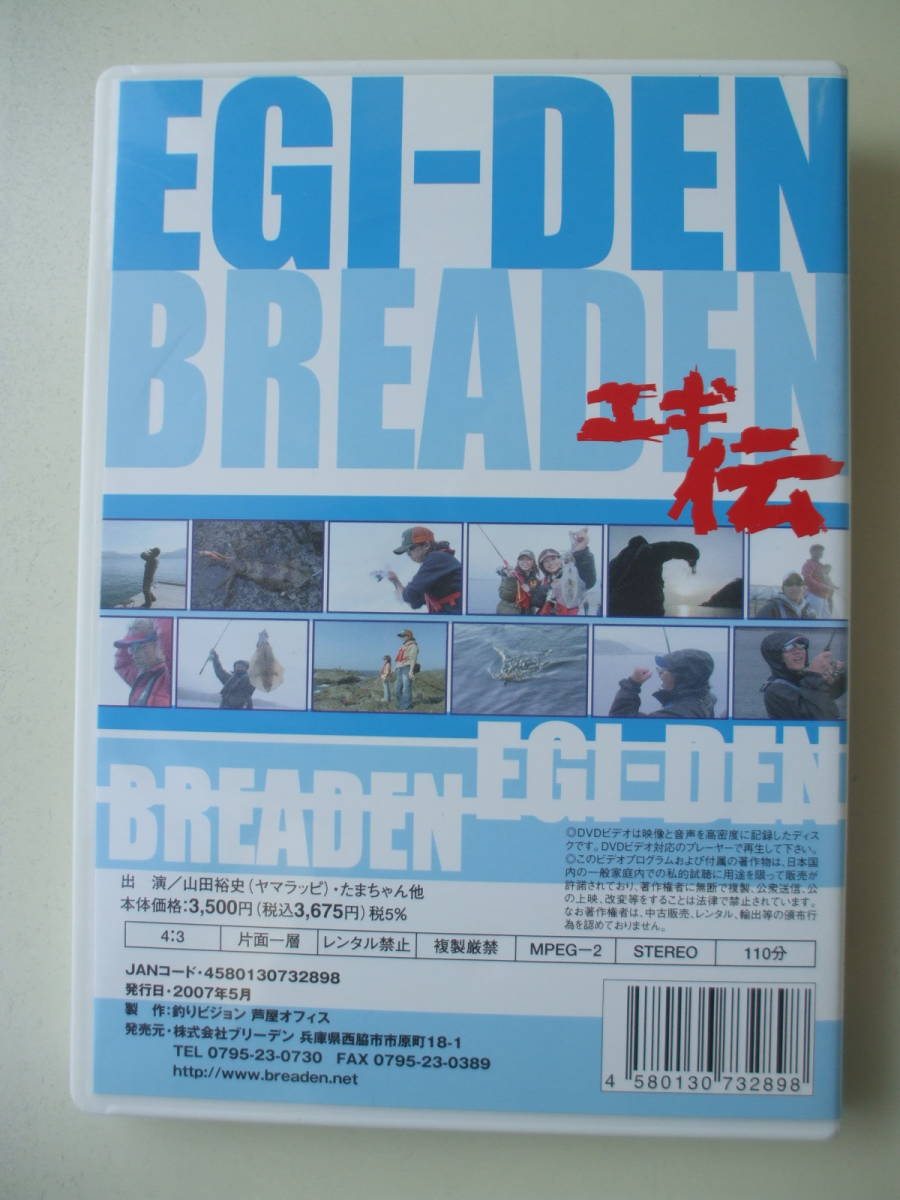 EGI-DEN
BREADEN
エギ
伝
EGI-DEN
BREADEN
◎DVDビデオは映像と音声を高密度に記録したディス
クです。DVDビデオ対応のプレーヤーで再生して下さい。
◎このビデオプログラムおよび付属の著作物は、日本国
内の一般家庭内での私的試聴に用途を限って販売が
許諾されており、著作権者に無断で複製、公衆送信、公
の上映、改変等をすることは法律で禁止されています。
なお著作権者は、中古販売、レンタル、輸出等の頒布行
為を認めておりません。
出　演／山田裕史（ヤマラッピ）・たまちゃん他
本体価格：3,500円（税込3,675円）税5％
4:3 片面一層 レンタル禁止 複製厳禁 MPEG－2 STEREO 110分
JANコード・4580130732898
発行日・2007年5月
製　作：釣りビジョン 芦屋オフィス
発売元・株式会社ブリーデン 兵庫県西脇市市原町18-1
TEL 0795-23-0730 FAX 0795-23-0389
http://www.breaden.net
4 580130 732898